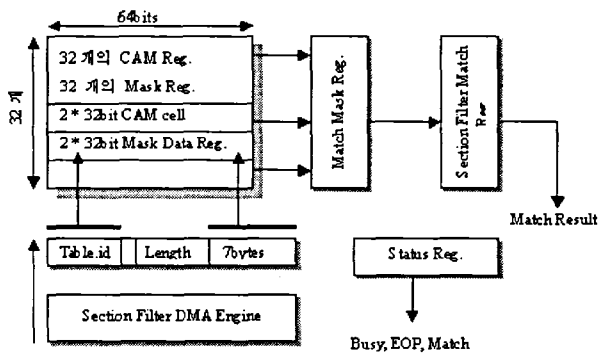 64bits
32 개
32 개의 CAM Reg.
32 개의 Mask Reg.
2 * 32bit CAM cell
2 * 32bit Mask Data Reg.
Match Mask Reg.
Section Filter Match
Match Result
Table.id
Length
7bytes
Status Reg.
Section Filter DMA Engine
Busy, EOP, Match